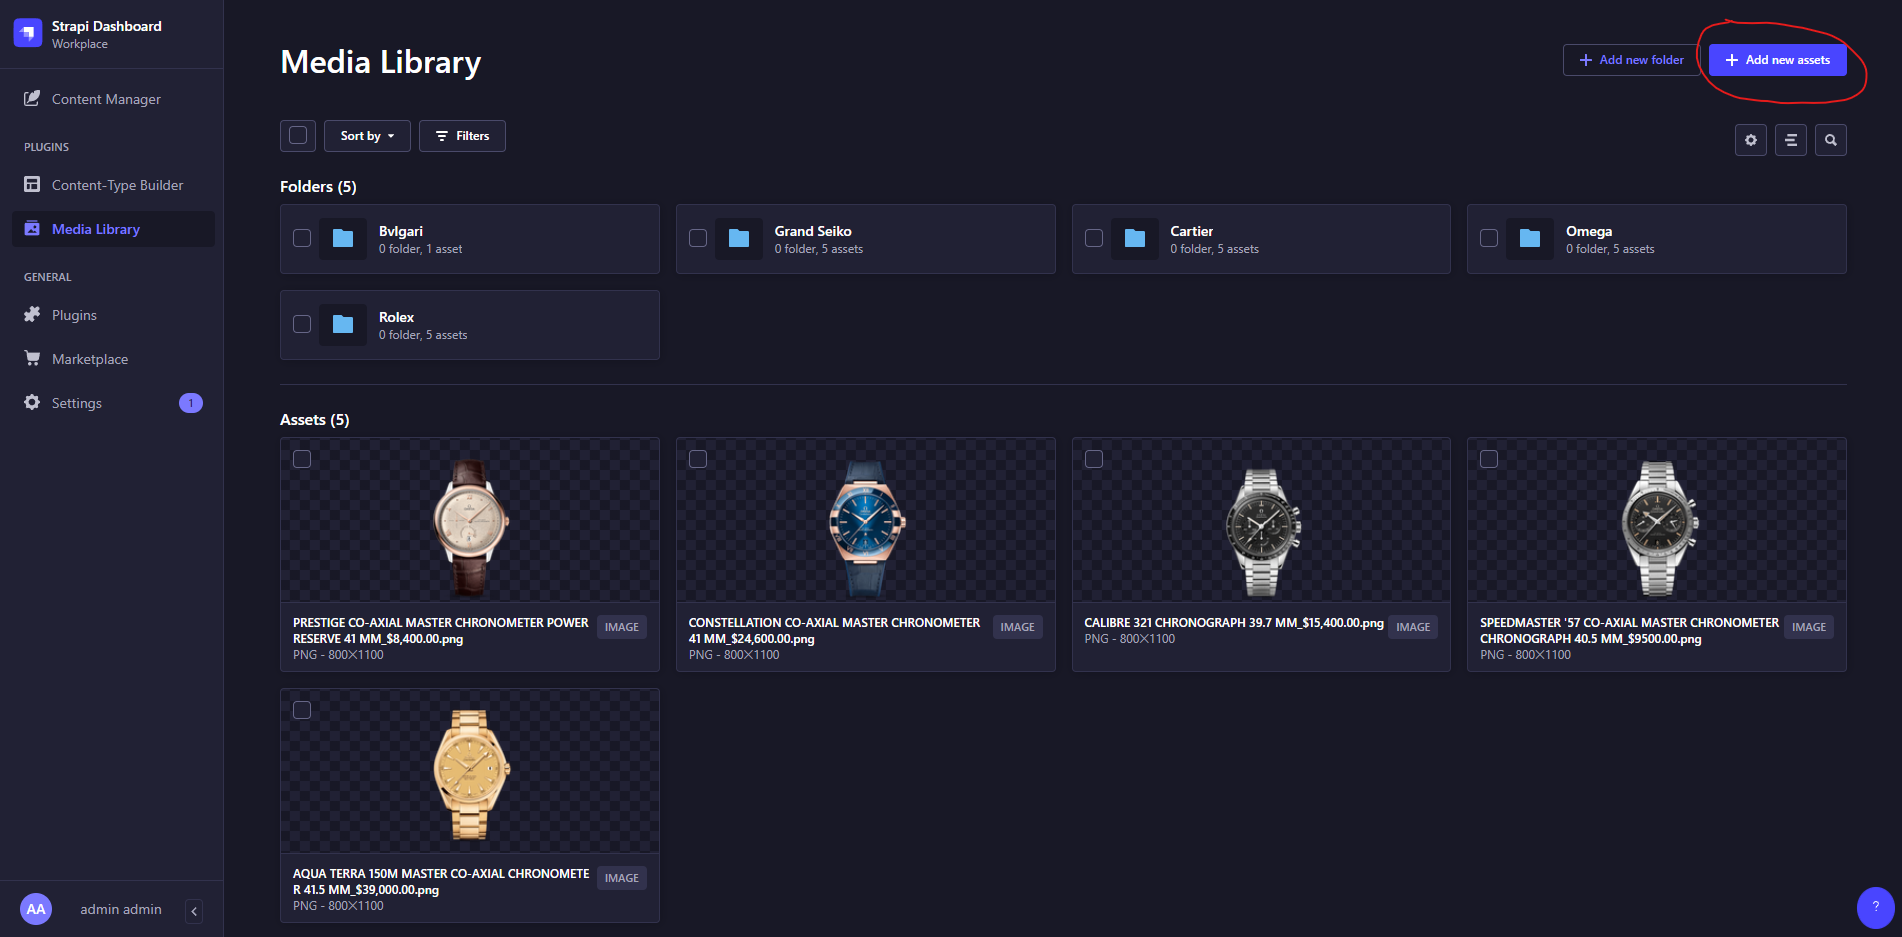 Strapi Dashboard
Workplace
Content Manager
PLUGINS
Content-Type Builder
Media Library
GENERAL
Plugins
Marketplace
Settings
1
AA
admin admin
Media Library
Add new folder
Add new assets
Sort by
Filters
Folders (5)
Bvlgari
0 folder, 1 asset
Grand Seiko
0 folder, 5 assets
Cartier
0 folder, 5 assets
Omega
0 folder, 5 assets
Rolex
0 folder, 5 assets
Assets (5)
PRESTIGE CO-AXIAL MASTER CHRONOMETER POWER
RESERVE 41 MM_$8,400.00.png
PNG - 800✕1100
IMAGE
CONSTELLATION CO-AXIAL MASTER CHRONOMETER
41 MM_$24,600.00.png
PNG - 800✕1100
IMAGE
CALIBRE 321 CHRONOGRAPH 39.7 MM_$15,400.00.png
PNG - 800✕1100
IMAGE
SPEEDMASTER '57 CO-AXIAL MASTER CHRONOMETER
CHRONOGRAPH 40.5 MM_$9500.00.png
PNG - 800✕1100
IMAGE
AQUA TERRA 150M MASTER CO-AXIAL CHRONOMETE
R 41.5 MM_$39,000.00.png
PNG - 800✕1100
IMAGE
?